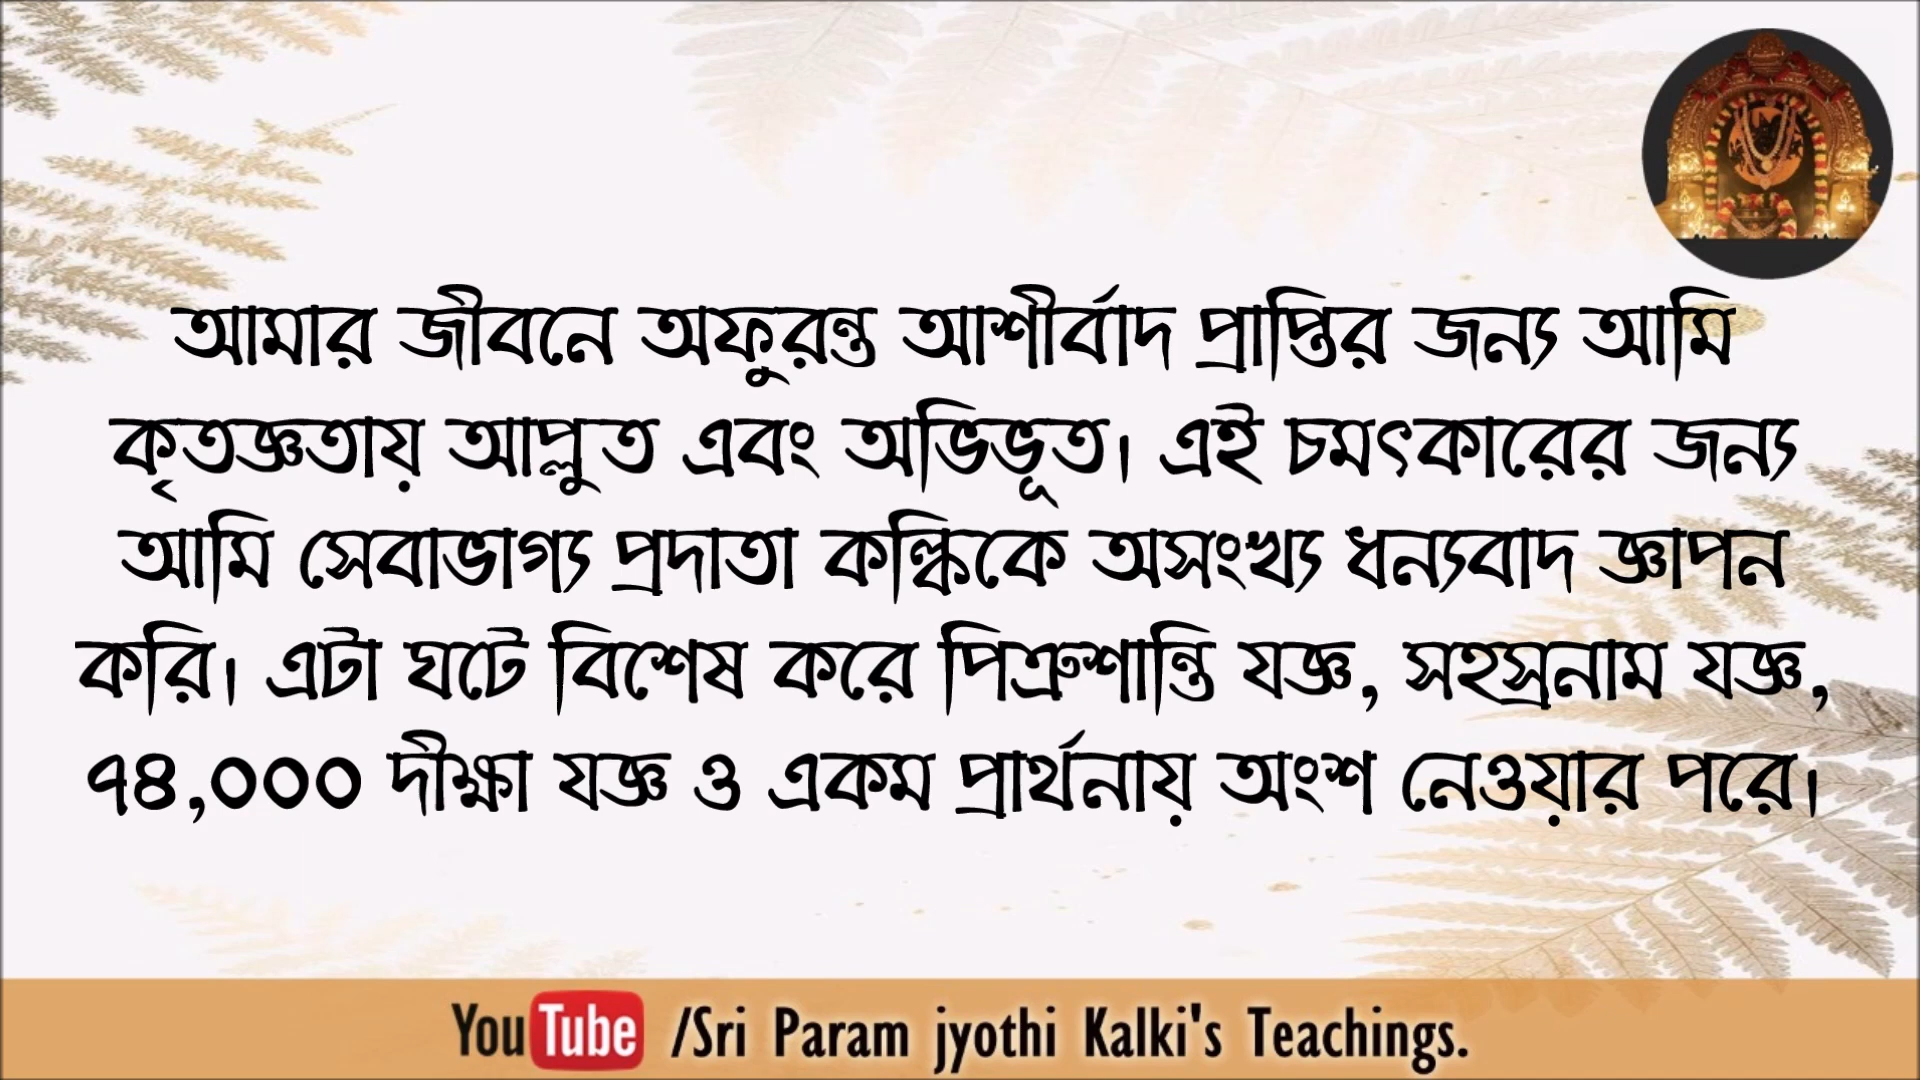 আমার জীবনে অফুরন্ত আশীর্বাদ প্রাপ্তির জন্য আমি
কৃতজ্ঞতায় আপ্লুত এবং অভিভূত। এই চমৎকারের জন্য
আমি সেবাভাগ্য প্রদাতা কল্কিকে অসংখ্য ধন্যবাদ জ্ঞাপন
করি। এটা ঘটে বিশেষ করে পিত্রুশান্তি যজ্ঞ, সহস্রনাম যজ্ঞ,
৭৪,০০০ দীক্ষা যজ্ঞ ও একম প্রার্থনায় অংশ নেওয়ার পরে।
YouTube /Sri Param jyothi Kalki's Teachings.